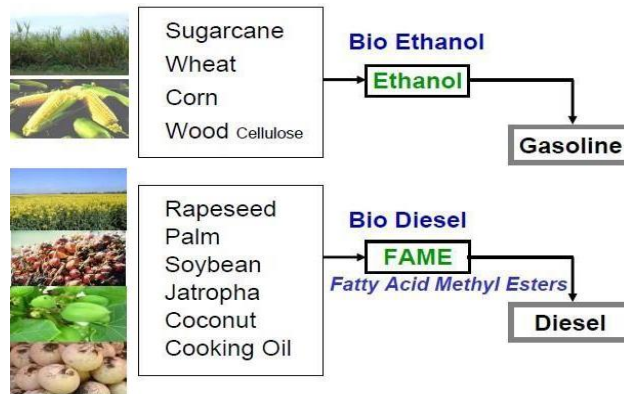 Sugarcane
Wheat
Corn
Wood Cellulose
Bio Ethanol
Ethanol
Gasoline
Rapeseed
Palm
Soybean
Jatropha
Coconut
Cooking Oil
Bio Diesel
FAME
Fatty Acid Methyl Esters
Diesel